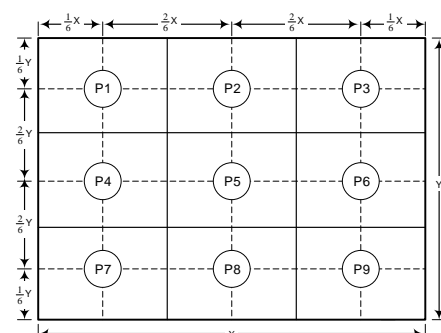 1/6 X 2/6 X 2/6 X 1/6 X
1/6 Y
P1 P2 P3
2/6 Y
P4 P5 P6
Y
2/6 Y
P7 P8 P9
1/6 Y